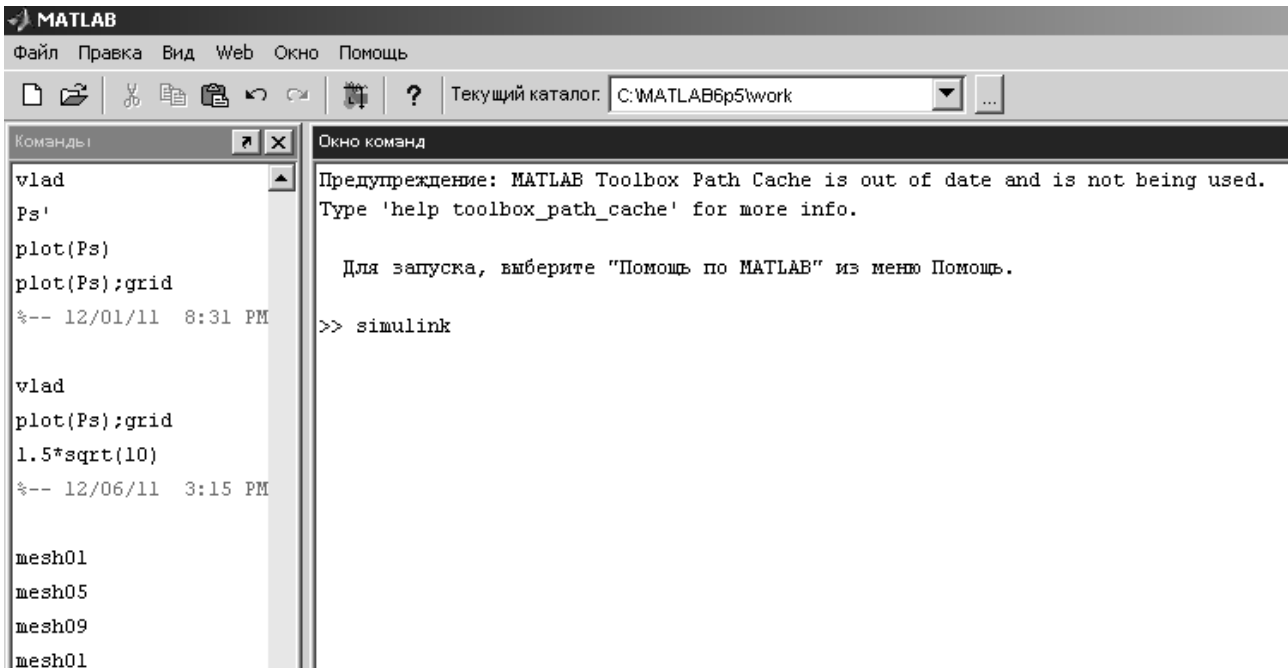 MATLAB
Файл Правка Вид Web Окно Помощь
? Текущий каталог: C:\MATLAB6p5\work ...
Команды
vlad
Ps'
plot(Ps)
plot(Ps);grid
%-- 12/01/11 8:31 PM
vlad
plot(Ps);grid
1.5*sqrt(10)
%-- 12/06/11 3:15 PM
mesh01
mesh05
mesh09
mesh01
Окно команд
Предупреждение: MATLAB Toolbox Path Cache is out of date and is not being used.
Type 'help toolbox_path_cache' for more info.
Для запуска, выберите "Помощь по MATLAB" из меню Помощь.
>> simulink